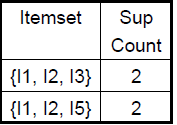 Itemset Sup
Count
{I1, I2, I3} 2
{I1, I2, I5} 2